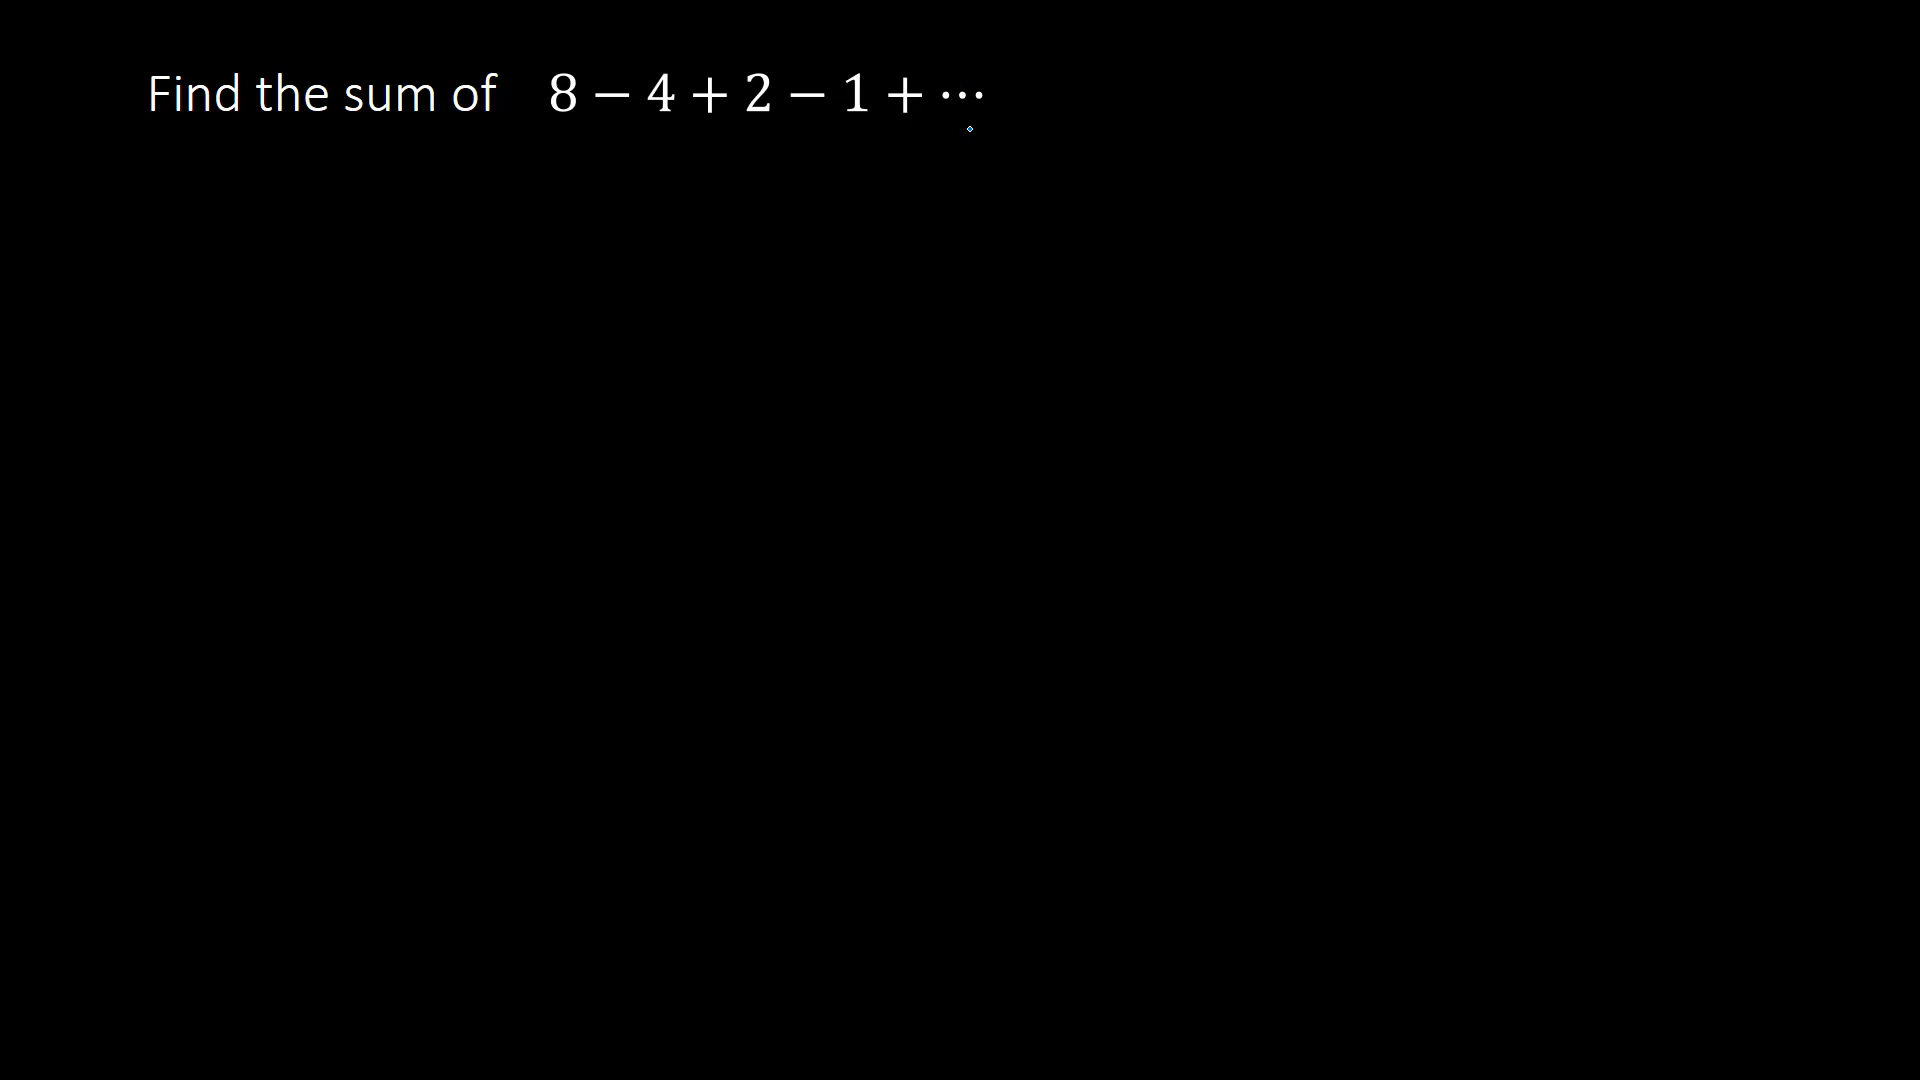 Find the sum of 8 − 4 + 2 − 1 + ⋯